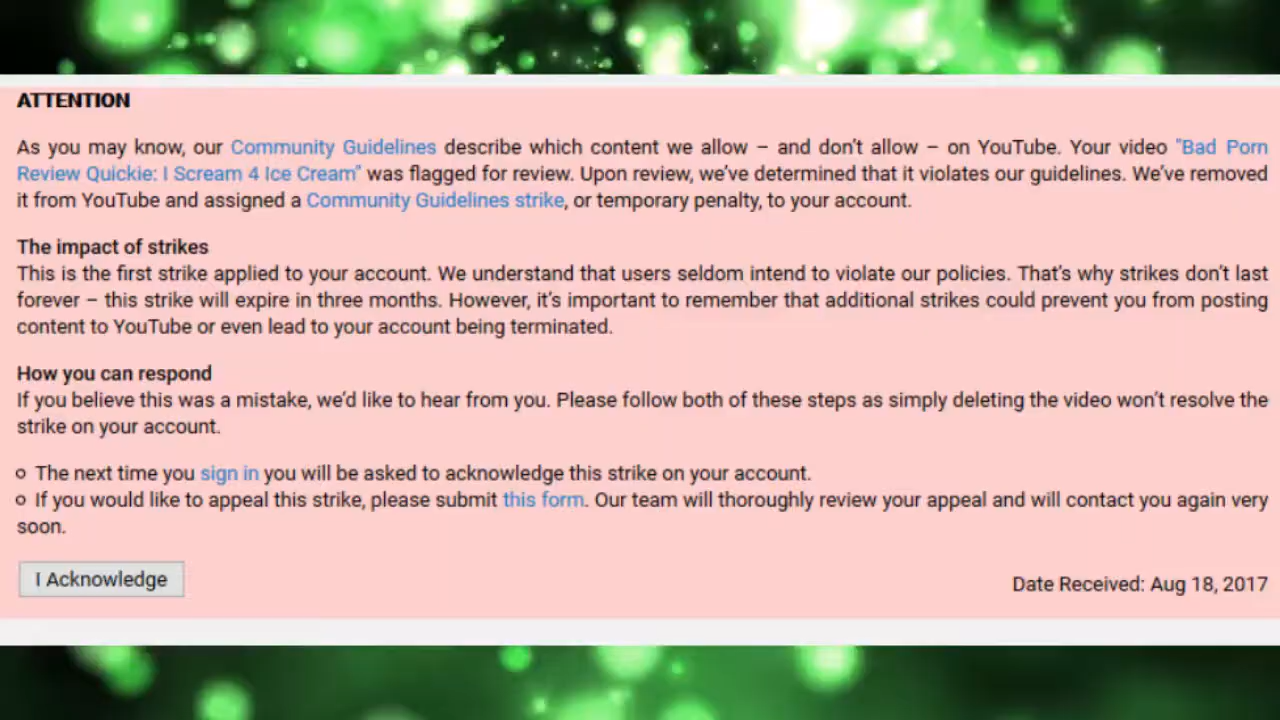 ATTENTION
As you may know, our Community Guidelines describe which content we allow – and don't allow – on YouTube. Your video "Bad Porn
Review Quickie: I Scream 4 Ice Cream" was flagged for review. Upon review, we've determined that it violates our guidelines. We've removed
it from YouTube and assigned a Community Guidelines strike, or temporary penalty, to your account.
The impact of strikes
This is the first strike applied to your account. We understand that users seldom intend to violate our policies. That's why strikes don't last
forever – this strike will expire in three months. However, it's important to remember that additional strikes could prevent you from posting
content to YouTube or even lead to your account being terminated.
How you can respond
If you believe this was a mistake, we'd like to hear from you. Please follow both of these steps as simply deleting the video won't resolve the
strike on your account.
o The next time you sign in you will be asked to acknowledge this strike on your account.
o If you would like to appeal this strike, please submit this form. Our team will thoroughly review your appeal and will contact you again very
soon.
I Acknowledge
Date Received: Aug 18, 2017